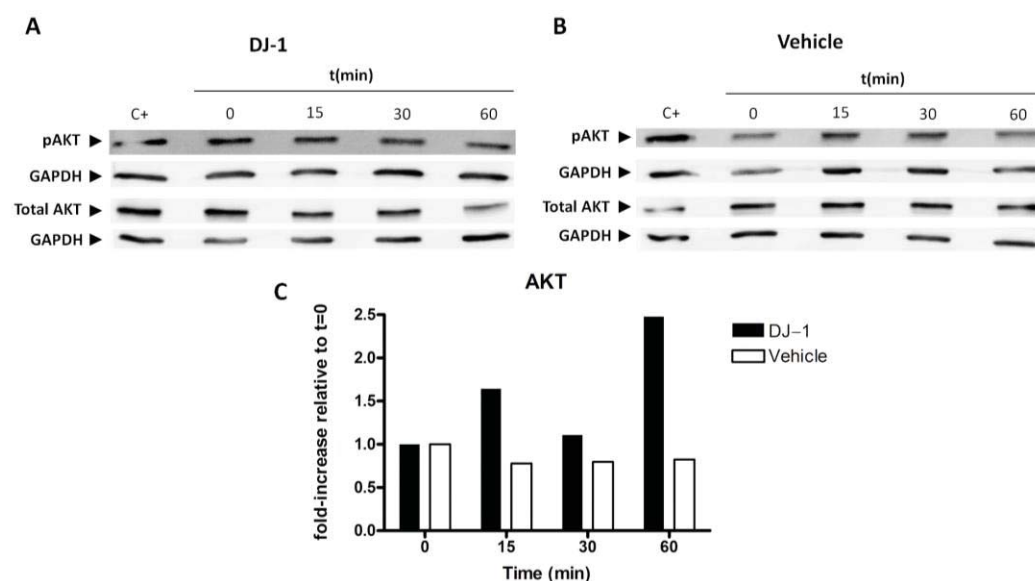 A
DJ-1
t(min)
C+ 0 15 30 60
pAKT ►
GAPDH ►
Total AKT ►
GAPDH ►
B
Vehicle
t(min)
C+ 0 15 30 60
pAKT ►
GAPDH ►
Total AKT ►
GAPDH ►
C
AKT
fold-increase relative to t=0
2.5
2.0
1.5
1.0
0.5
0.0
0 15 30 60
Time (min)
DJ–1
Vehicle